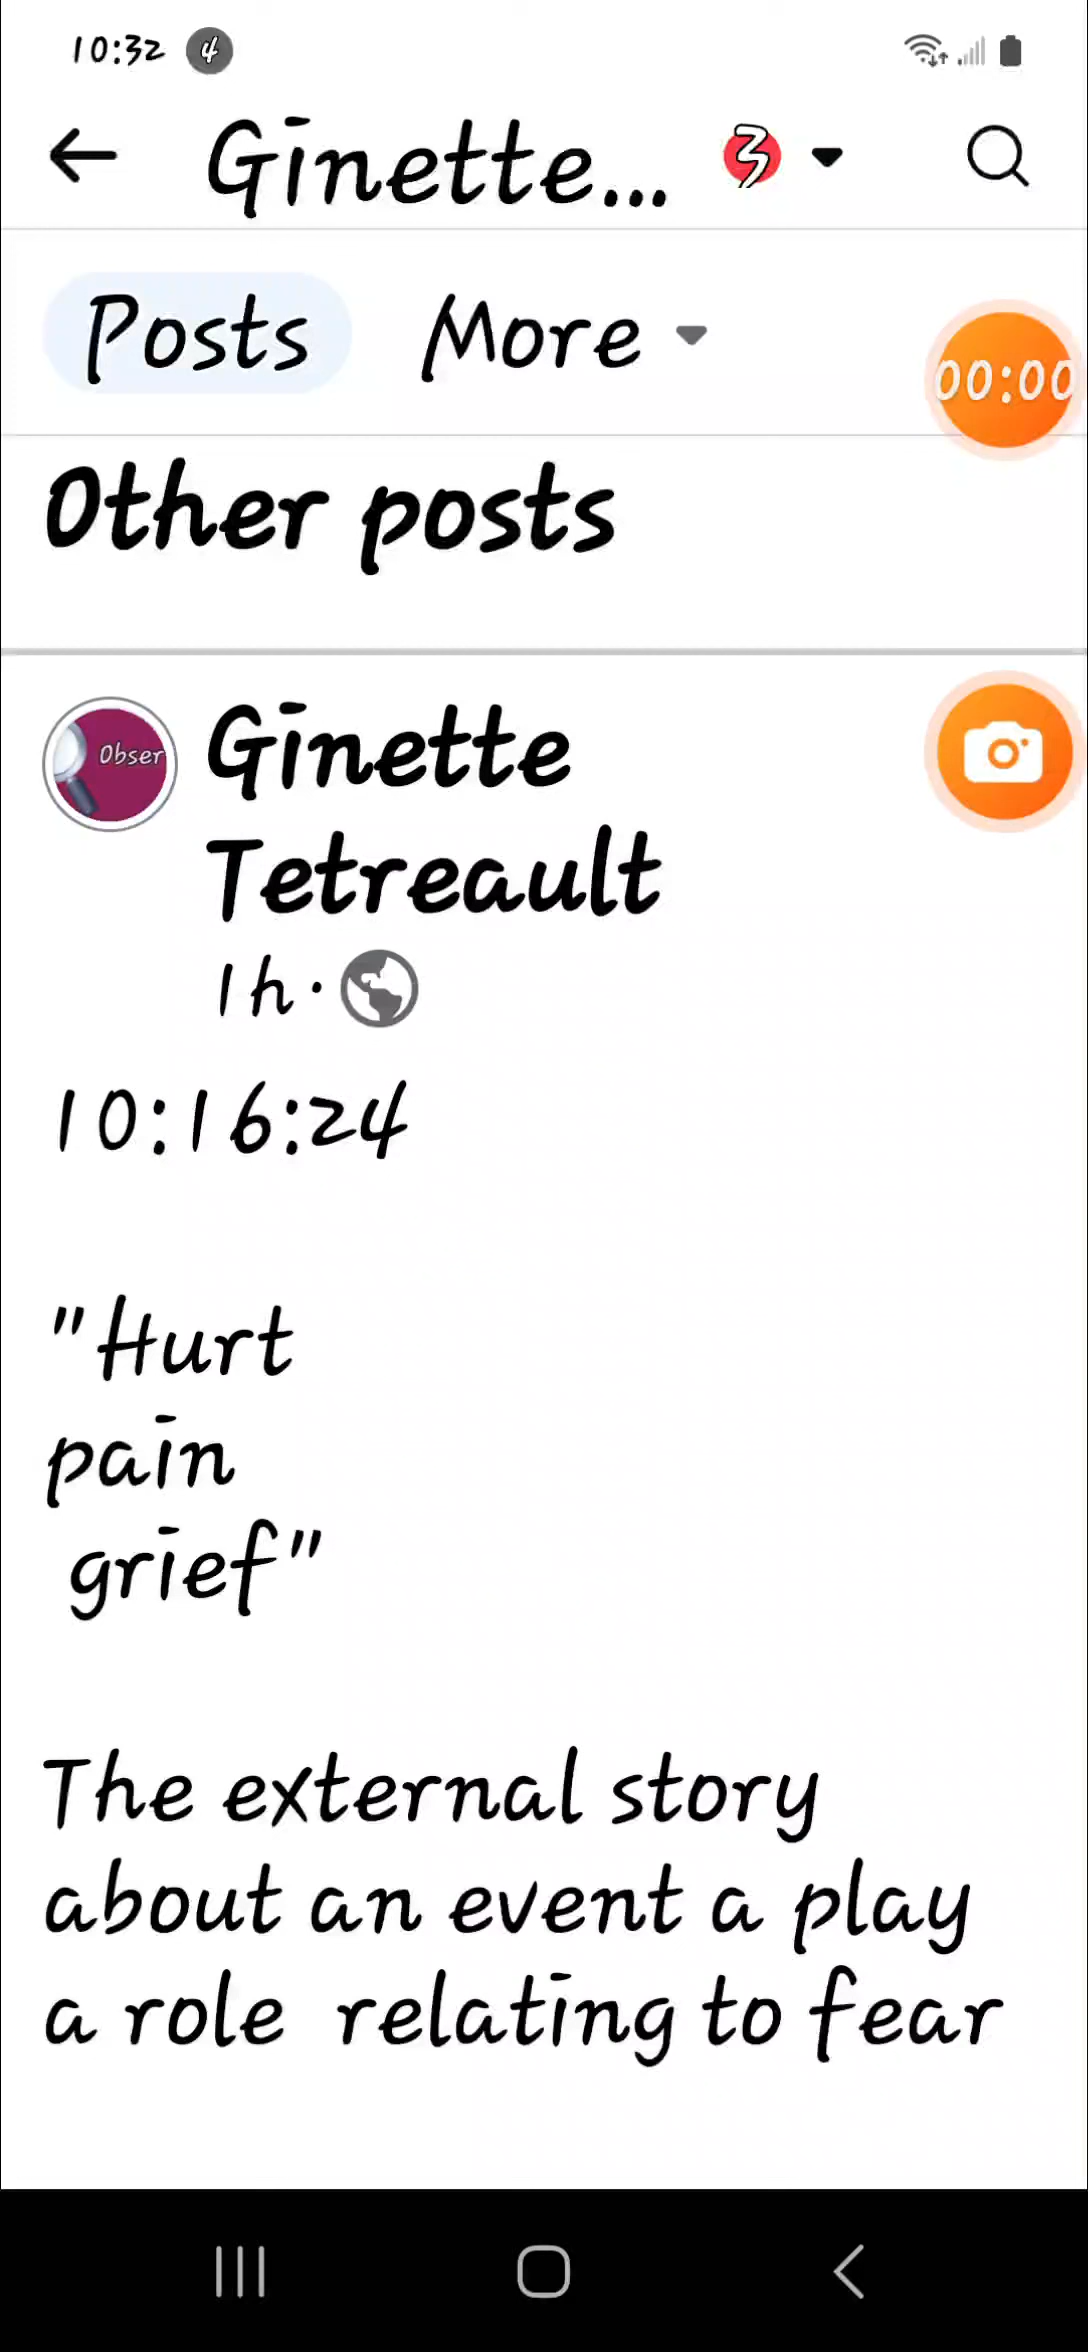 10:32 4
Ginette... 3
Posts More
00:00
Other posts
Obser
Ginette
Tetreault
1h ·
10:16:24
"Hurt
pain
grief"
The external story
about an event a play
a role relating to fear